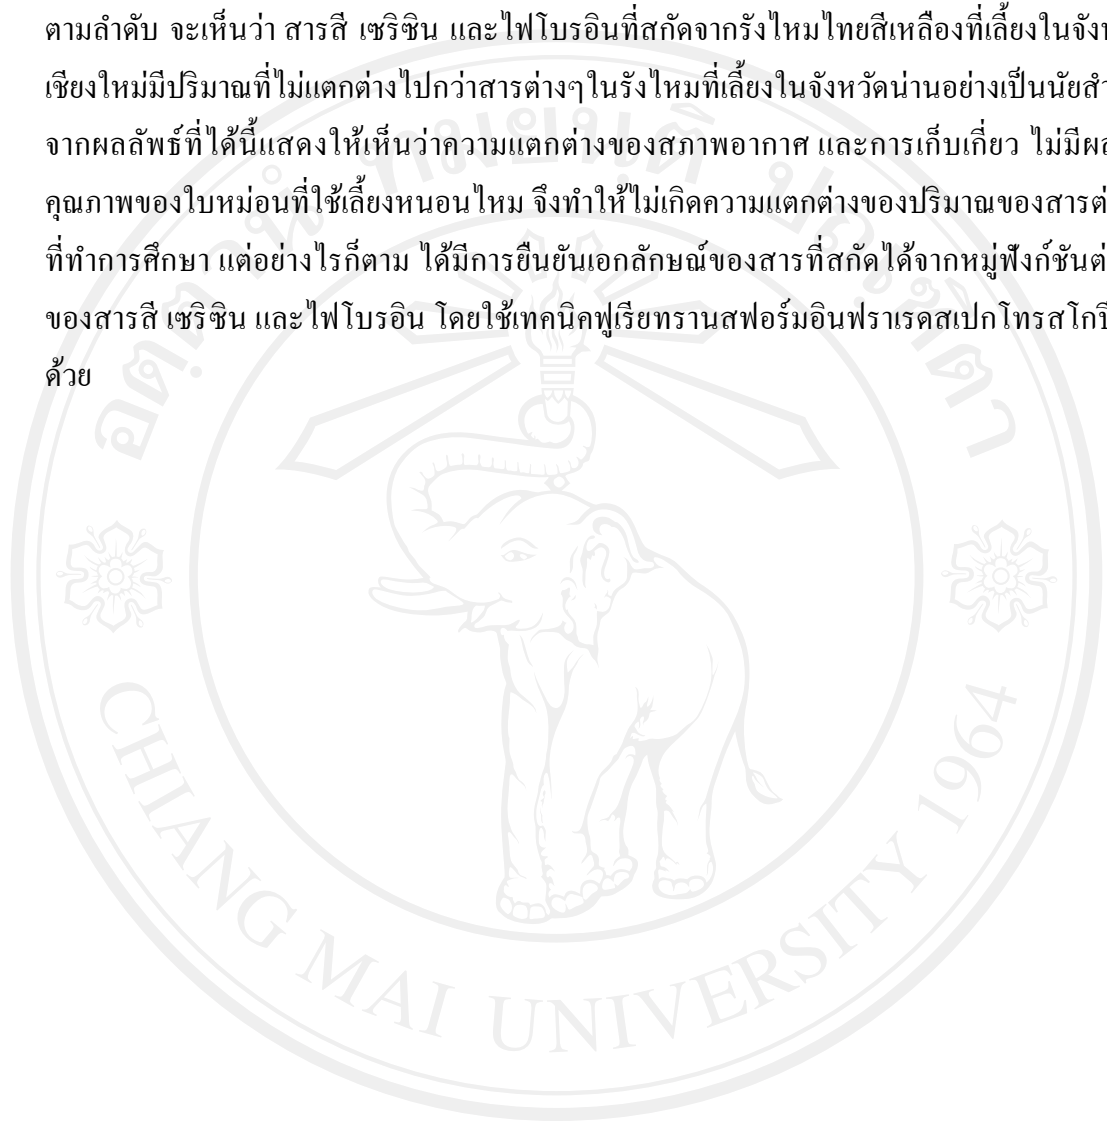 ตามลำดับ จะเห็นว่า สารสี เซริซิน และไฟโบรอินที่สกัดจากรังไหมไทยสีเหลืองที่เลี้ยงใน
เชียงใหม่มีปริมาณที่ไม่แตกต่างไปกว่าสารต่างๆในรังไหมที่เลี้ยงในจังหวัดน่านอย่างเป็น
จากผลลัพธ์ที่ได้นี้แสดงให้เห็นว่าความแตกต่างของสภาพอากาศ และการเก็บเกี่ยว ไม่มี
คุณภาพของใบหม่อนที่ใช้เลี้ยงหนอนไหม จึงทำให้ไม่เกิดความแตกต่างของปริมาณของสาร
ที่ทำการศึกษา แต่อย่างไรก็ตาม ได้มีการยืนยันเอกลักษณ์ของสารที่สกัดได้จากหมู่ฟังก์ชัน
ของสารสี เซริซิน และไฟโบรอิน โดยใช้เทคนิคฟูเรียทรานสฟอร์มอินฟราเรดสเปกโทรสโกปี
ด้วย
อตฺตานํ ทมยนฺติ ปณฺฑิตา
CHIANG MAI UNIVERSITY 1964